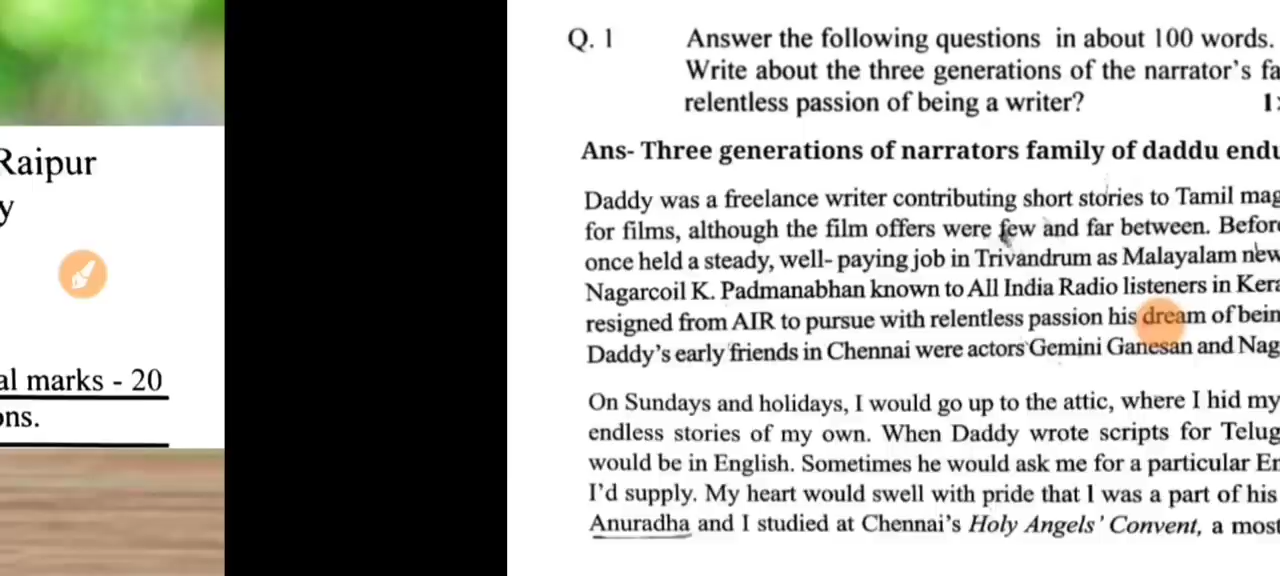 Raipur
y
al marks - 20
ons.
Q. 1 Answer the following questions in about 100 words.
Write about the three generations of the narrator's fa
relentless passion of being a writer? 1
Ans- Three generations of narrators family of daddu endu
Daddy was a freelance writer contributing short stories to Tamil mag
for films, although the film offers were few and far between. Before
once held a steady, well- paying job in Trivandrum as Malayalam new
Nagarcoil K. Padmanabhan known to All India Radio listeners in Kera
resigned from AIR to pursue with relentless passion his dream of bein
Daddy's early friends in Chennai were actors Gemini Ganesan and Nag
On Sundays and holidays, I would go up to the attic, where I hid my
endless stories of my own. When Daddy wrote scripts for Telug
would be in English. Sometimes he would ask me for a particular En
I'd supply. My heart would swell with pride that I was a part of his
Anuradha and I studied at Chennai's Holy Angels' Convent, a most